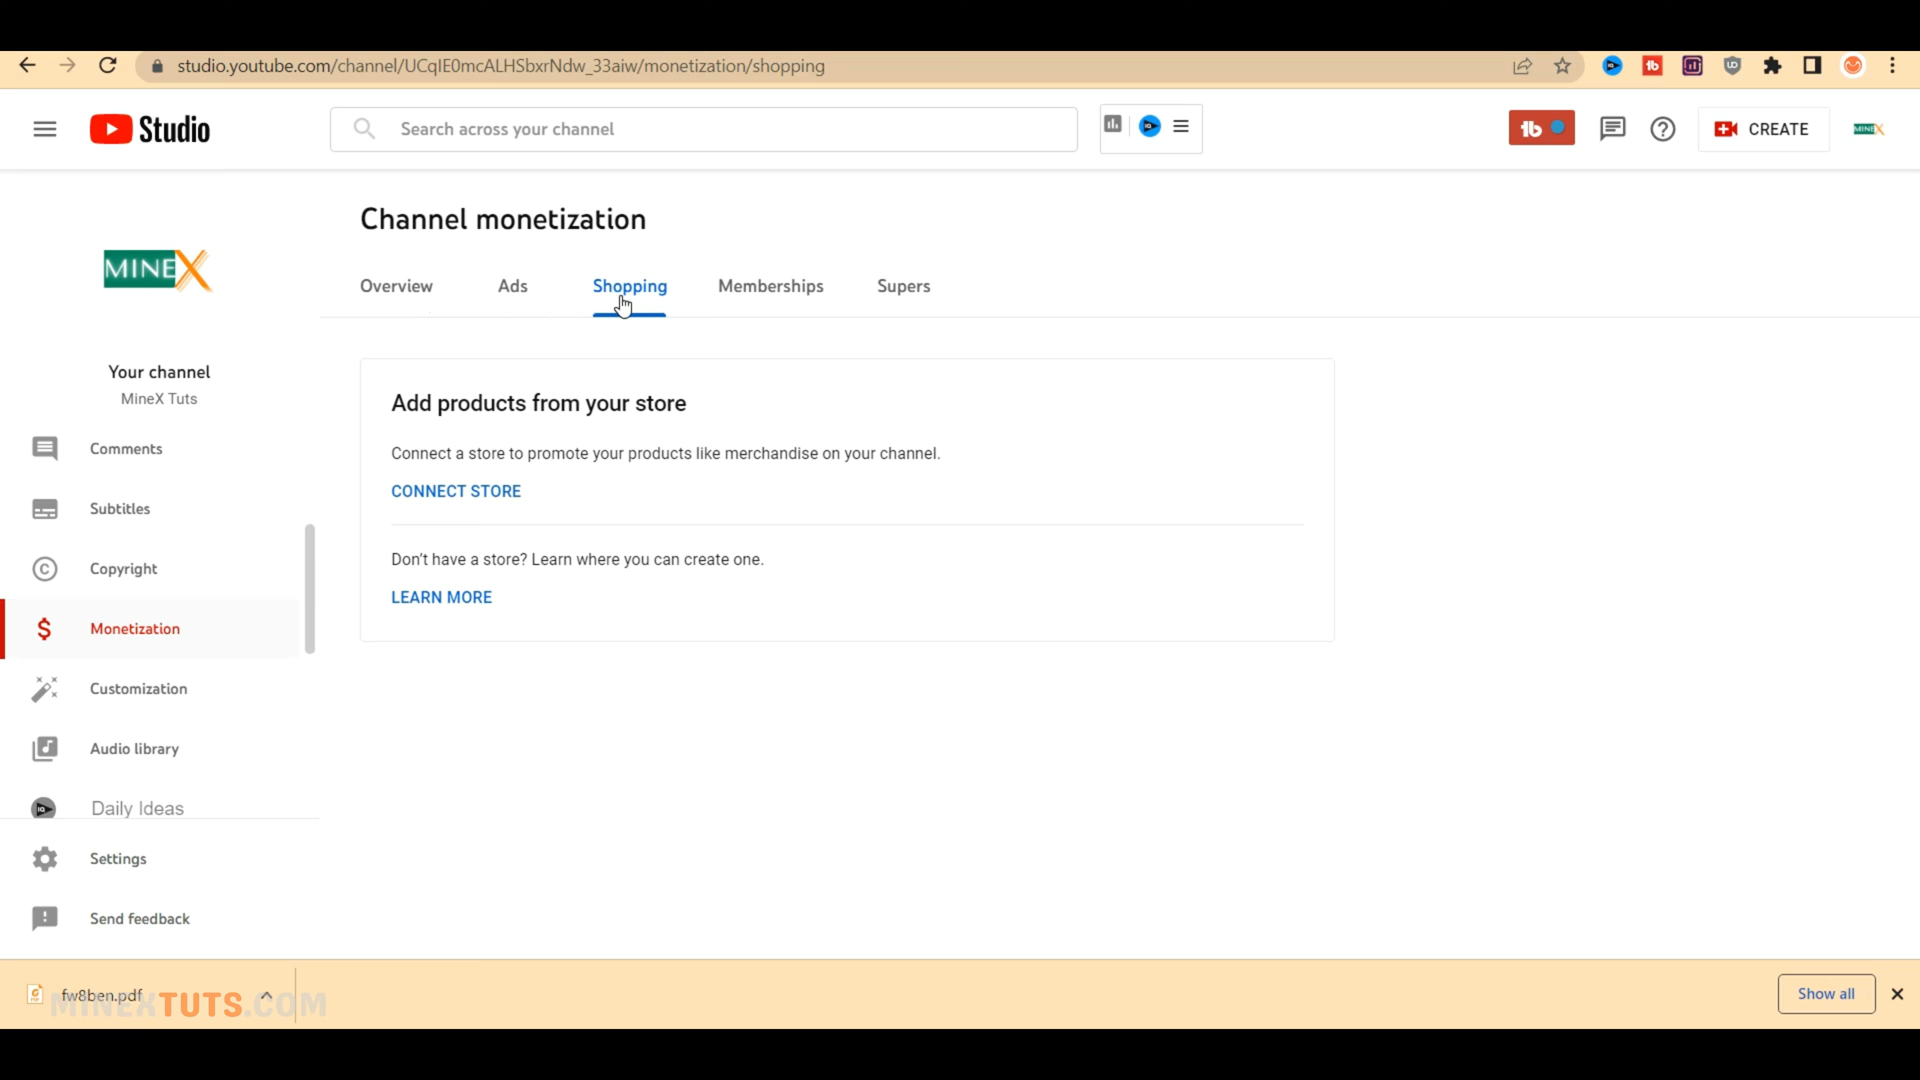 studio.youtube.com/channel/UCqIE0mcALHSbxrNdw_33aiw/monetization/shopping
Studio
Search across your channel
CREATE
MINEX
Channel monetization
Overview
Ads
Shopping
Memberships
Supers
MINEX
Your channel
MineX Tuts
Comments
Subtitles
Copyright
Monetization
Customization
Audio library
Daily Ideas
Settings
Send feedback
Add products from your store
Connect a store to promote your products like merchandise on your channel.
CONNECT STORE
Don't have a store? Learn where you can create one.
LEARN MORE
fw8ben.pdf
MINEXTUTS.COM
Show all